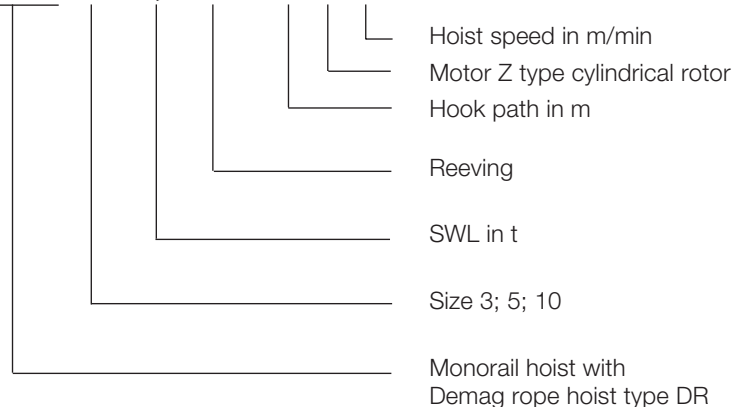 Hoist speed in m/min
Motor Z type cylindrical rotor
Hook path in m
Reeving
SWL in t
Size 3; 5; 10
Monorail hoist with
Demag rope hoist type DR